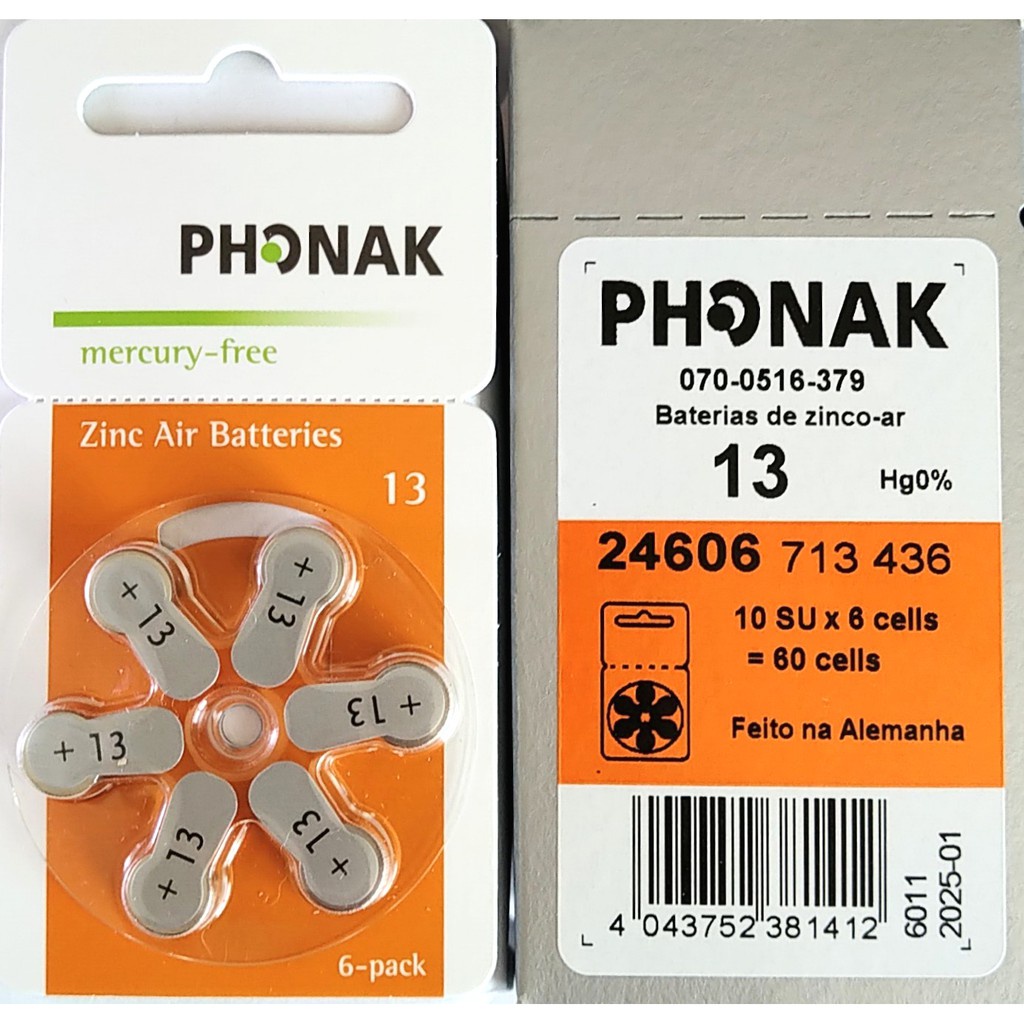 PHONAK
mercury-free
Zinc Air Batteries
13
+ 13
+ 13
+ 13
+ 13
+ 13
+ 13
6-pack
PHONAK
070-0516-379
Baterias de zinco-ar
13 Hg0%
24606 713 436
10 SU x 6 cells
= 60 cells
Feito na Alemanha
4 043752 381412
6011
2025-01